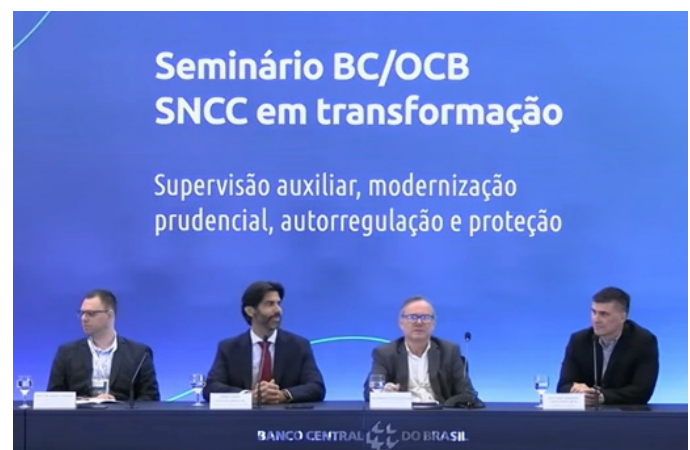 Seminário BC/OCB
SNCC em transformação
Supervisão auxiliar, modernização
prudencial, autorregulação e proteção
BANCO CENTRAL DO BRASIL